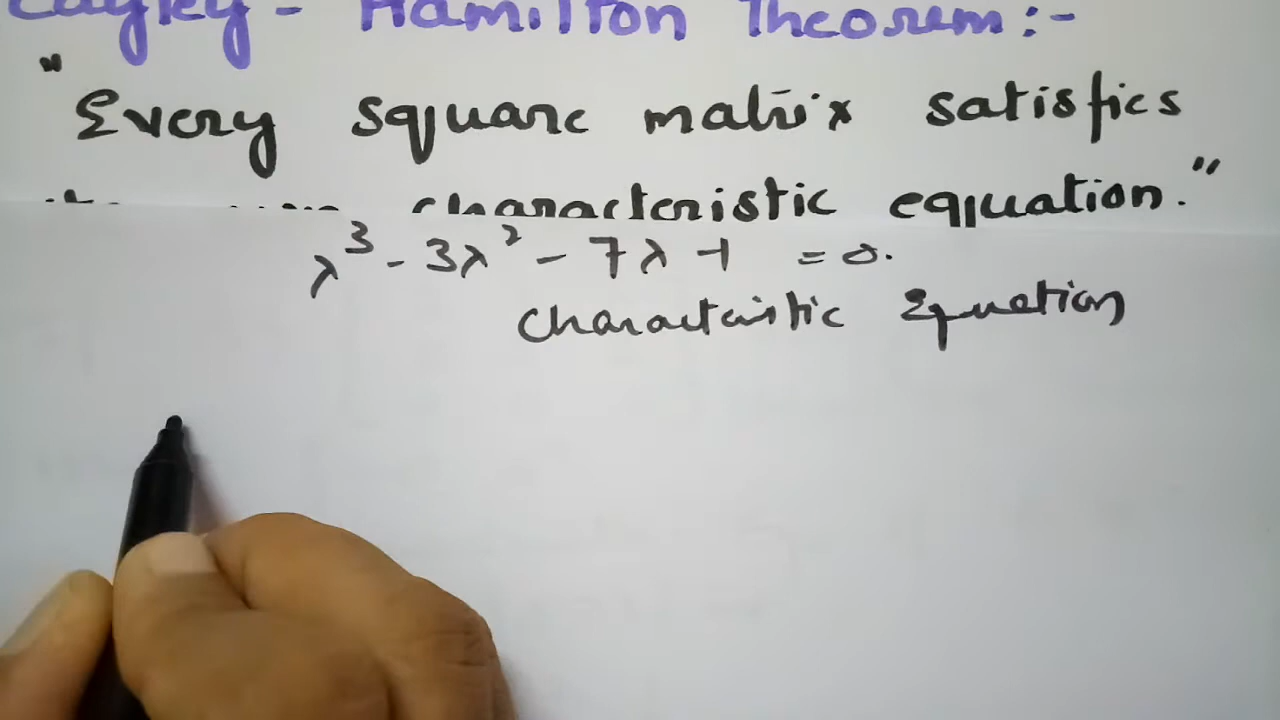 Cayley - Hamilton Theorem :-
"Every square matrix satisfies
characteristic equation."
λ³ - 3λ² - 7λ - 1 = 0.
Characteristic Equation